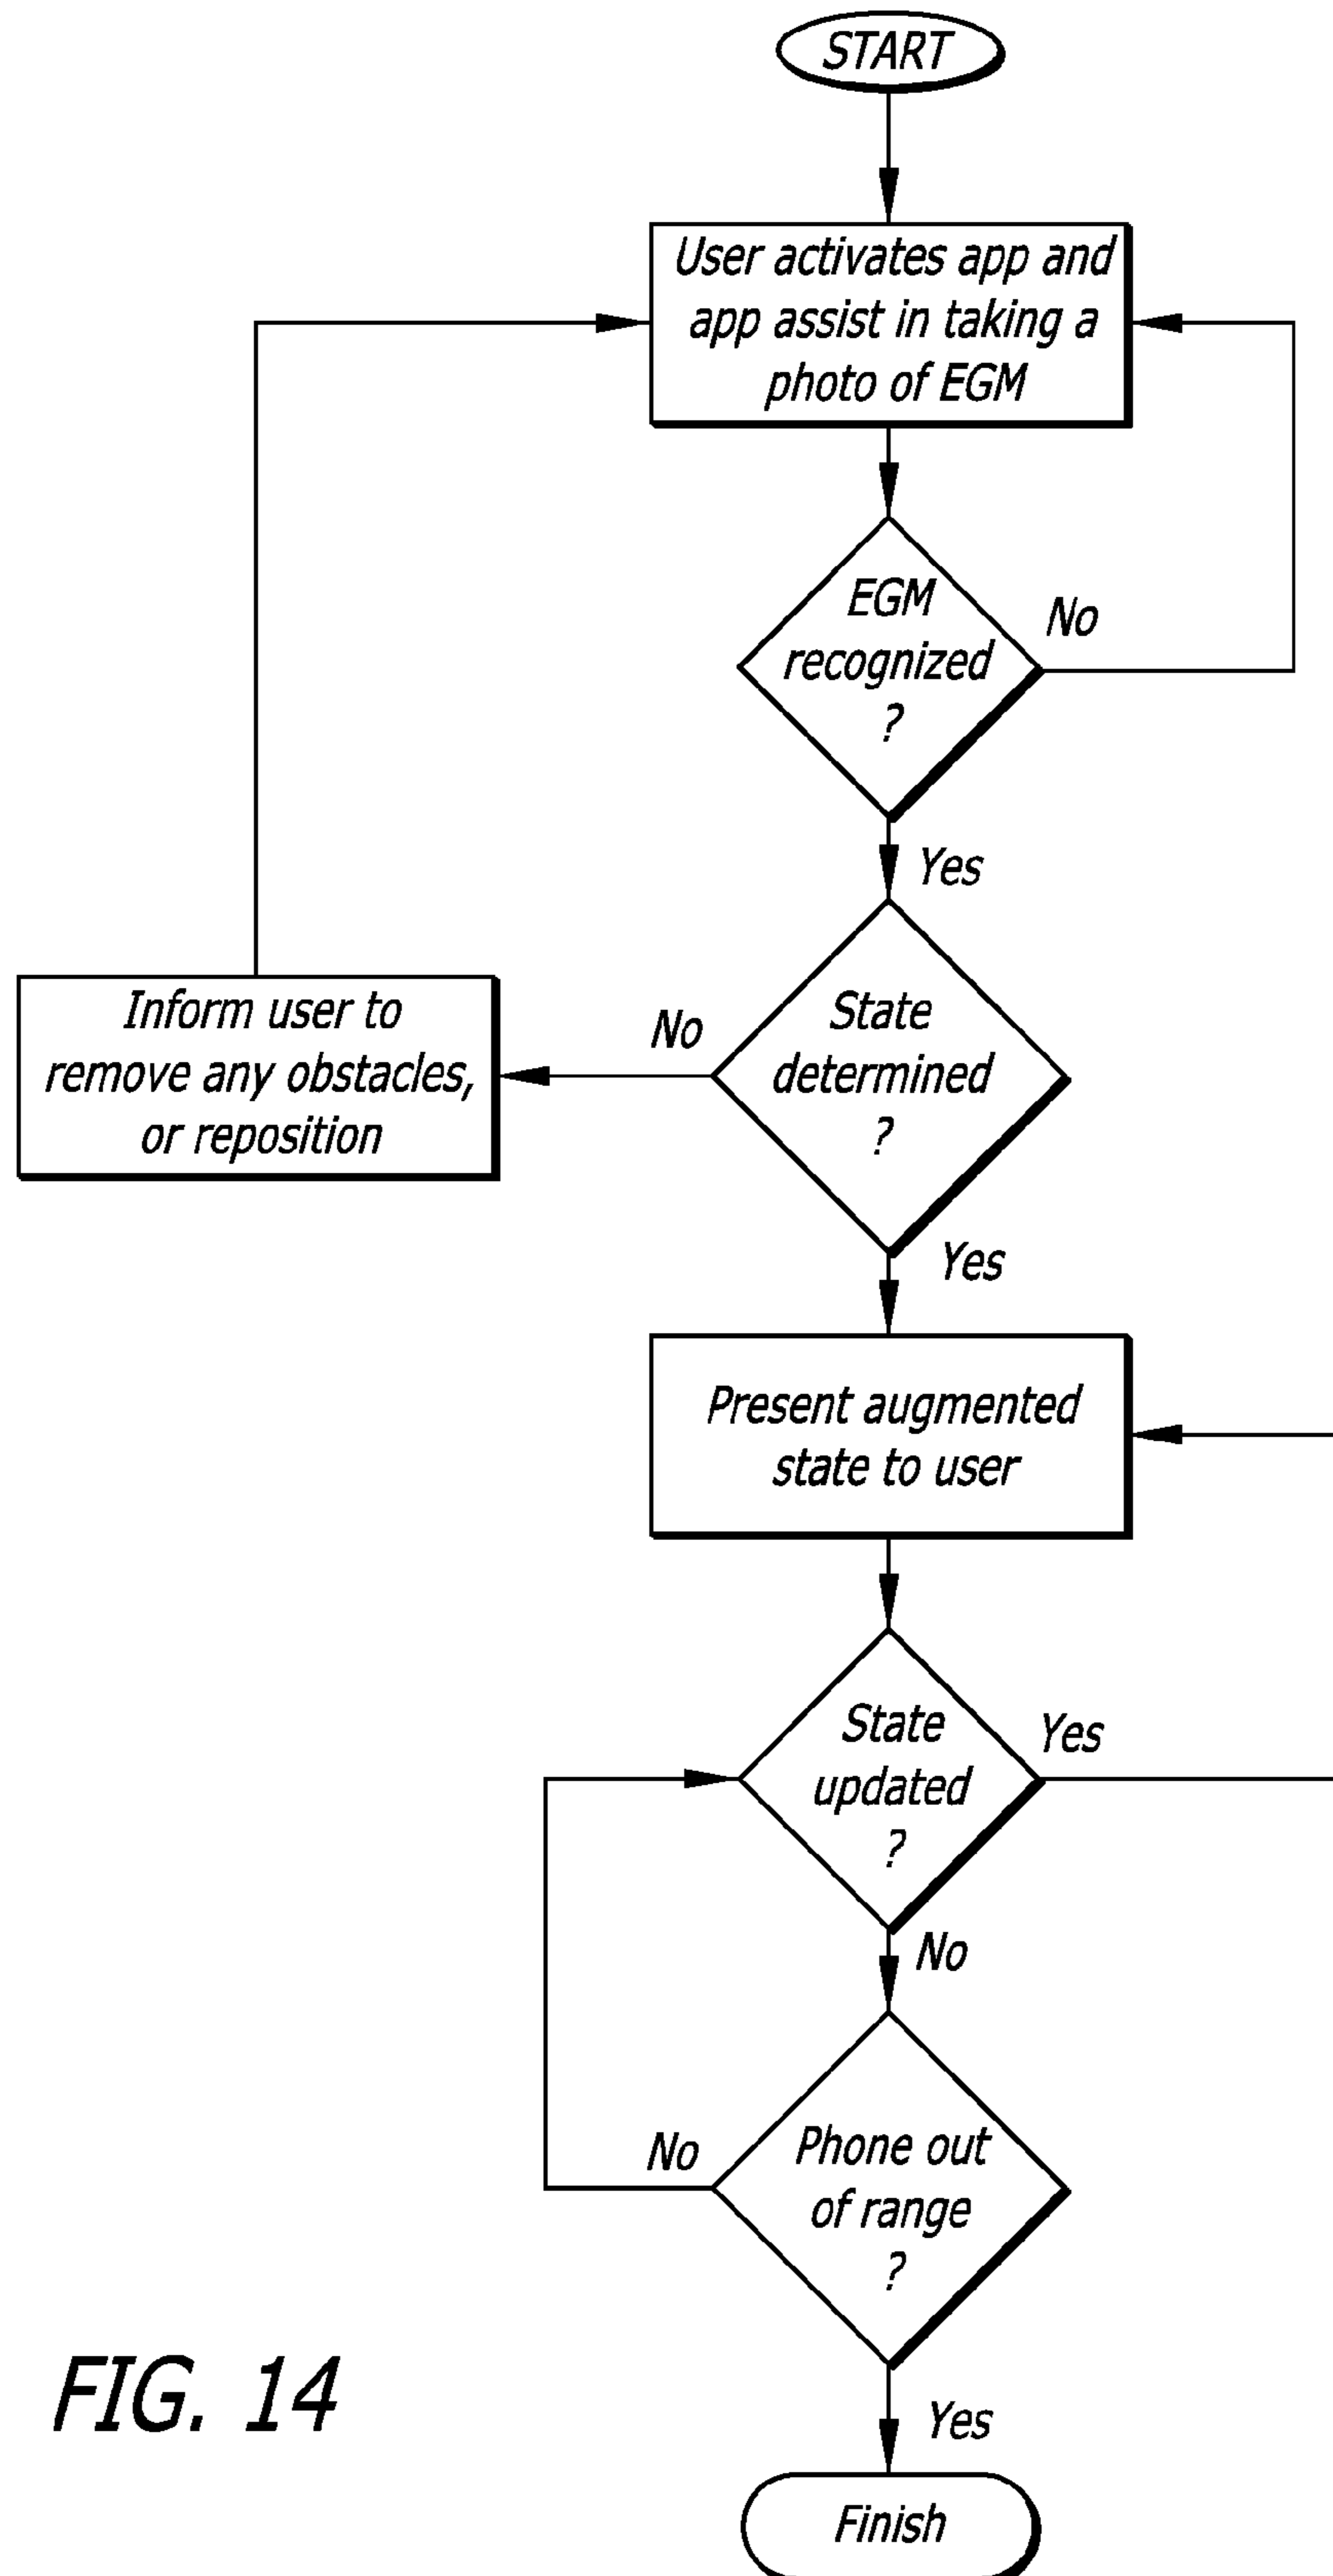 START
User activates app and
app assist in taking a
photo of EGM
EGM
recognized
?
No
Yes
State
determined
?
No
Inform user to
remove any obstacles,
or reposition
Yes
Present augmented
state to user
State
updated
?
Yes
No
Phone out
of range
?
No
Yes
Finish
FIG. 14